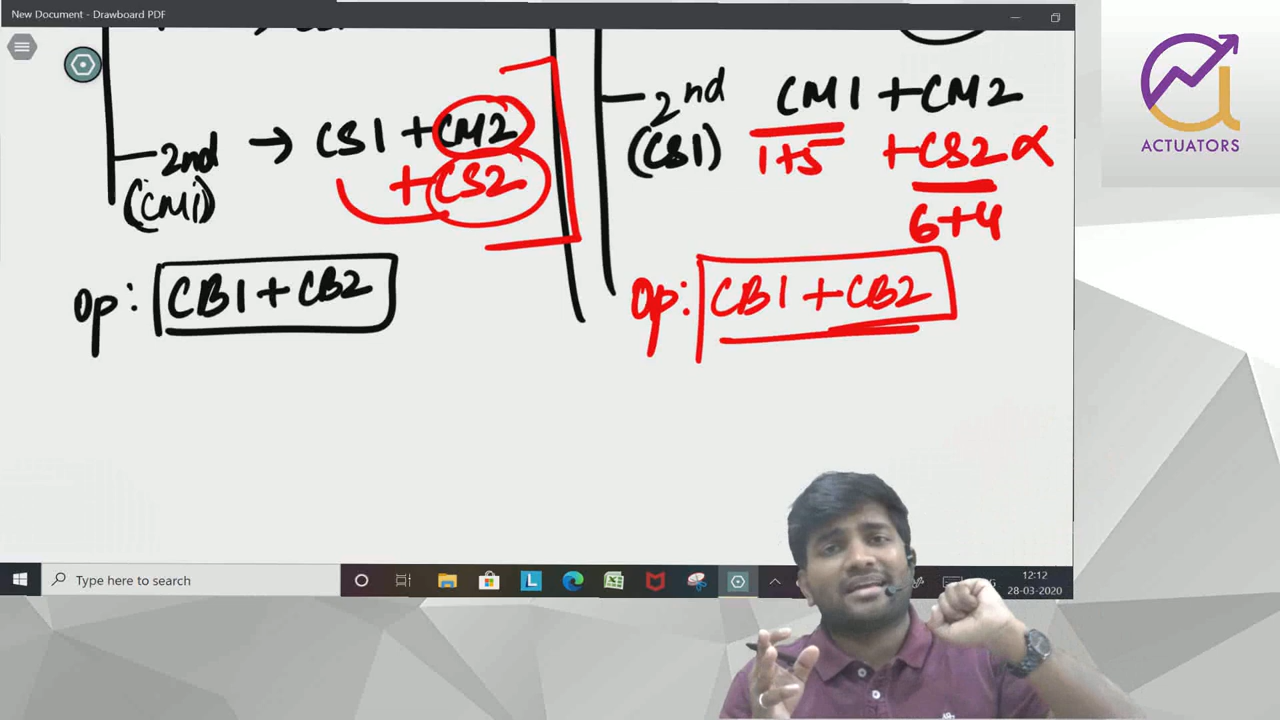 New Document - Drawboard PDF
2nd → CS1 + CM2
(CM1) + CS2
Op: CB1 + CB2
2nd CM1 + CM2
(CS1) 1+5 + CS2 α
6+4
Op: CB1 + CB2
ACTUATORS
Type here to search
12:12
28-03-2020